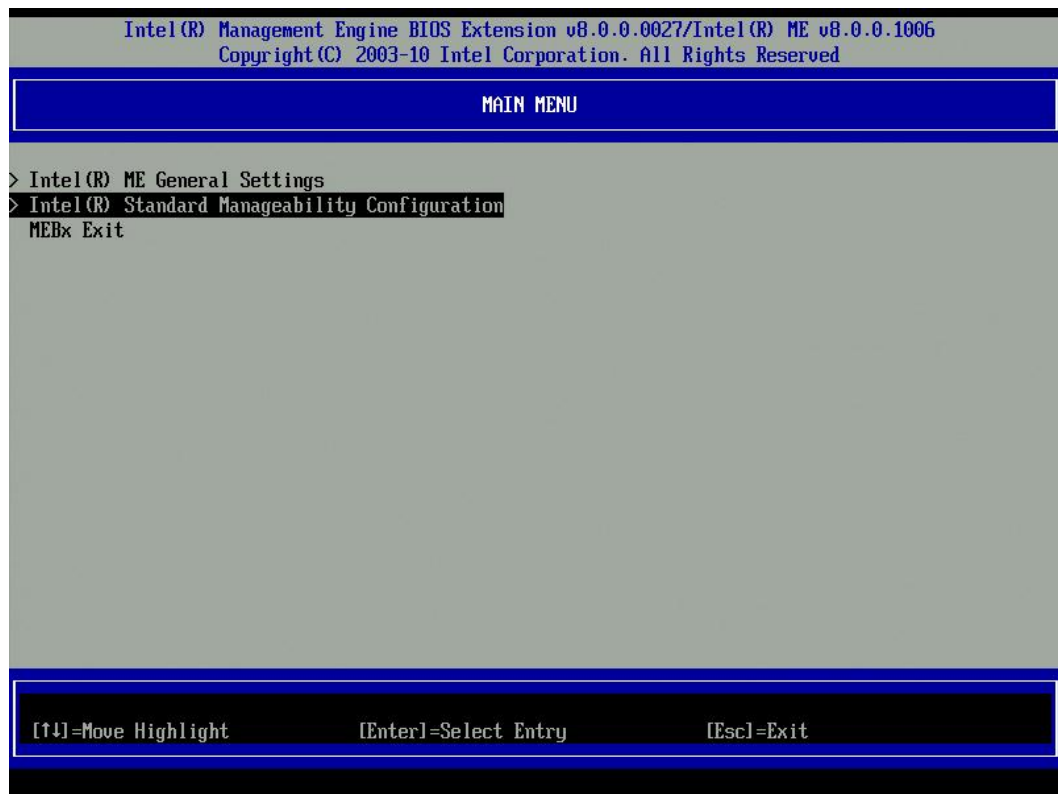 Intel(R) Management Engine BIOS Extension v8.0.0.0027/Intel(R) ME v8.0.0.1006
Copyright(C) 2003-10 Intel Corporation. All Rights Reserved
MAIN MENU
> Intel(R) ME General Settings
> Intel(R) Standard Manageability Configuration
MEBx Exit
[↑↓]=Move Highlight [Enter]=Select Entry [Esc]=Exit